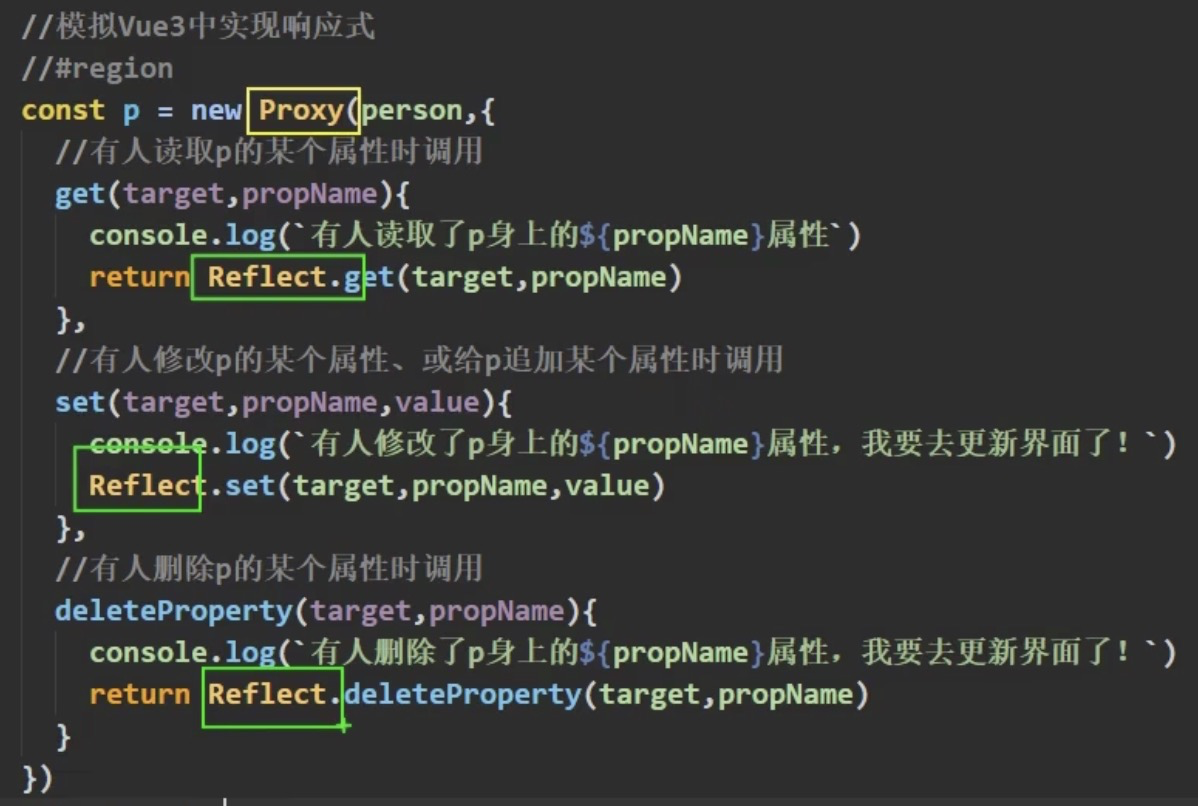 //模拟Vue3中实现响应式
//#region
const p = new Proxy(person,{
//有人读取p的某个属性时调用
get(target,propName){
console.log(`有人读取了p身上的${propName}属性`)
return Reflect.get(target,propName)
},
//有人修改p的某个属性、或给p追加某个属性时调用
set(target,propName,value){
console.log(`有人修改了p身上的${propName}属性，我要去更新界面了！`)
Reflect.set(target,propName,value)
},
//有人删除p的某个属性时调用
deleteProperty(target,propName){
console.log(`有人删除了p身上的${propName}属性，我要去更新界面了！`)
return Reflect.deleteProperty(target,propName)
}
})